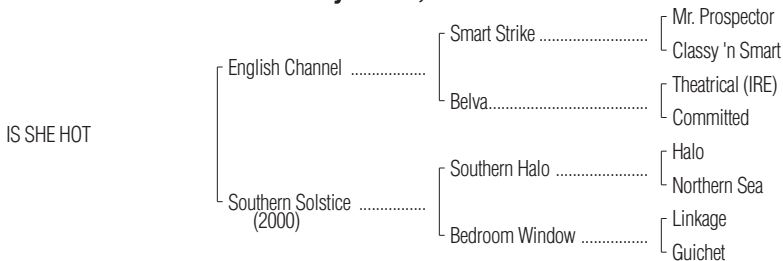 Mr. Prospector
Smart Strike ..................
Classy 'n Smart
English Channel ..................
Theatrical (IRE)
Belva......................................
Committed
IS SHE HOT
Halo
Southern Halo ......................
Northern Sea
Southern Solstice ................
(2000)
Linkage
Bedroom Window ................
Guichet